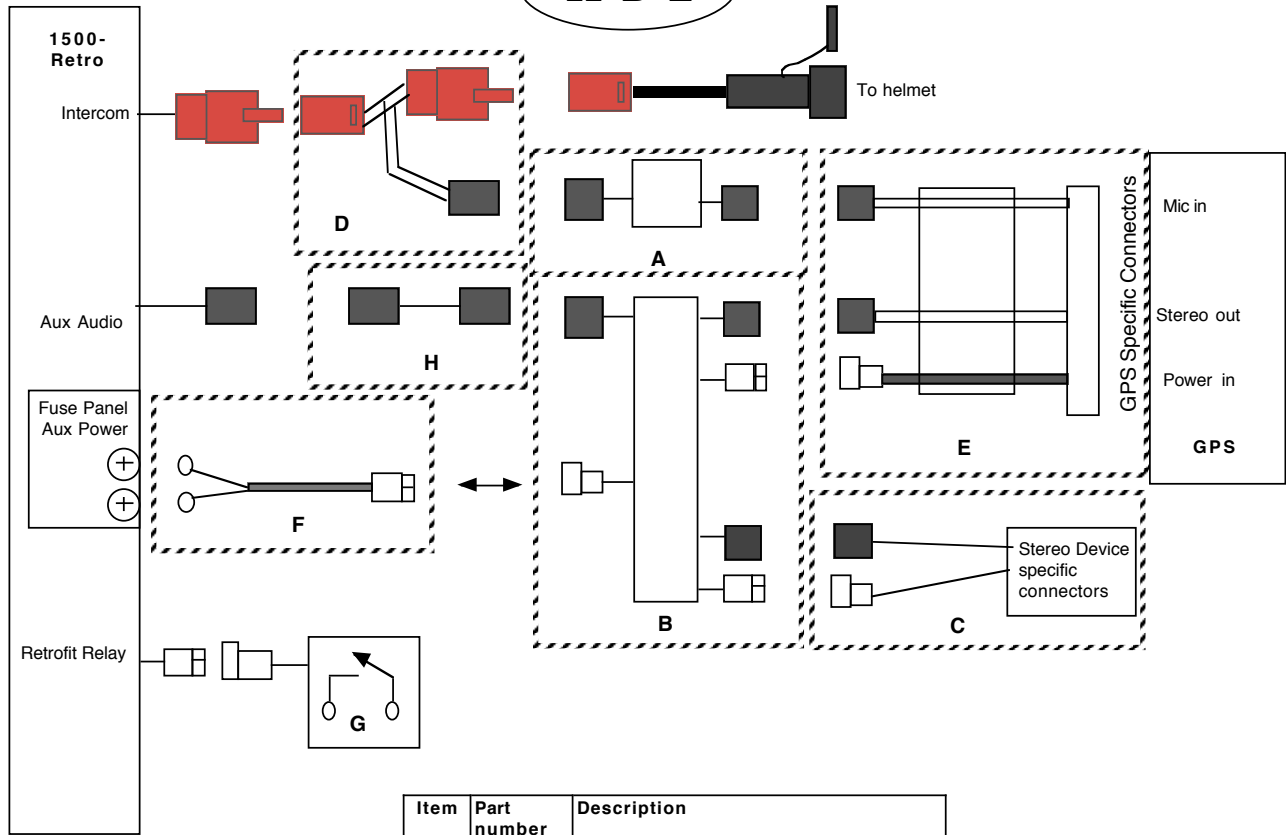 1500-
Retro
Intercom
To helmet
D
A
GPS Specific Connectors
Mic in
Stereo out
Power in
GPS
E
Aux Audio
H
Fuse Panel
Aux Power
F
B
Stereo Device
specific
connectors
C
Retrofit Relay
G
Item Part
number Description